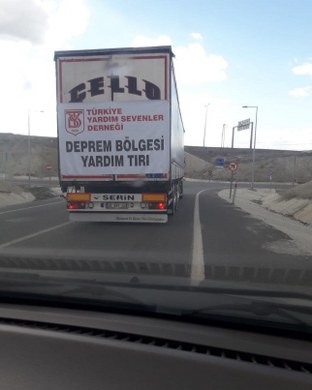 CELLO
TÜRKİYE
YARDIM SEVENLER
DERNEĞİ
DEPREM BÖLGESİ
YARDIM TIRI
SERİN